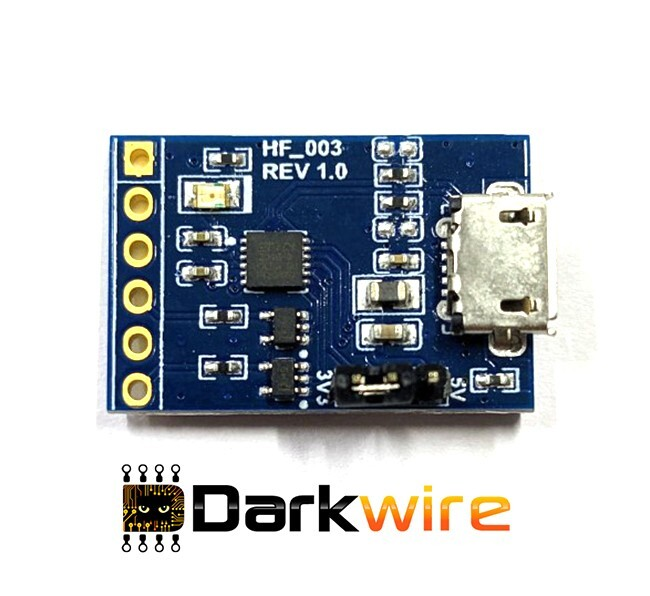 HF_003
REV 1.0
3V3
5V
Darkwire